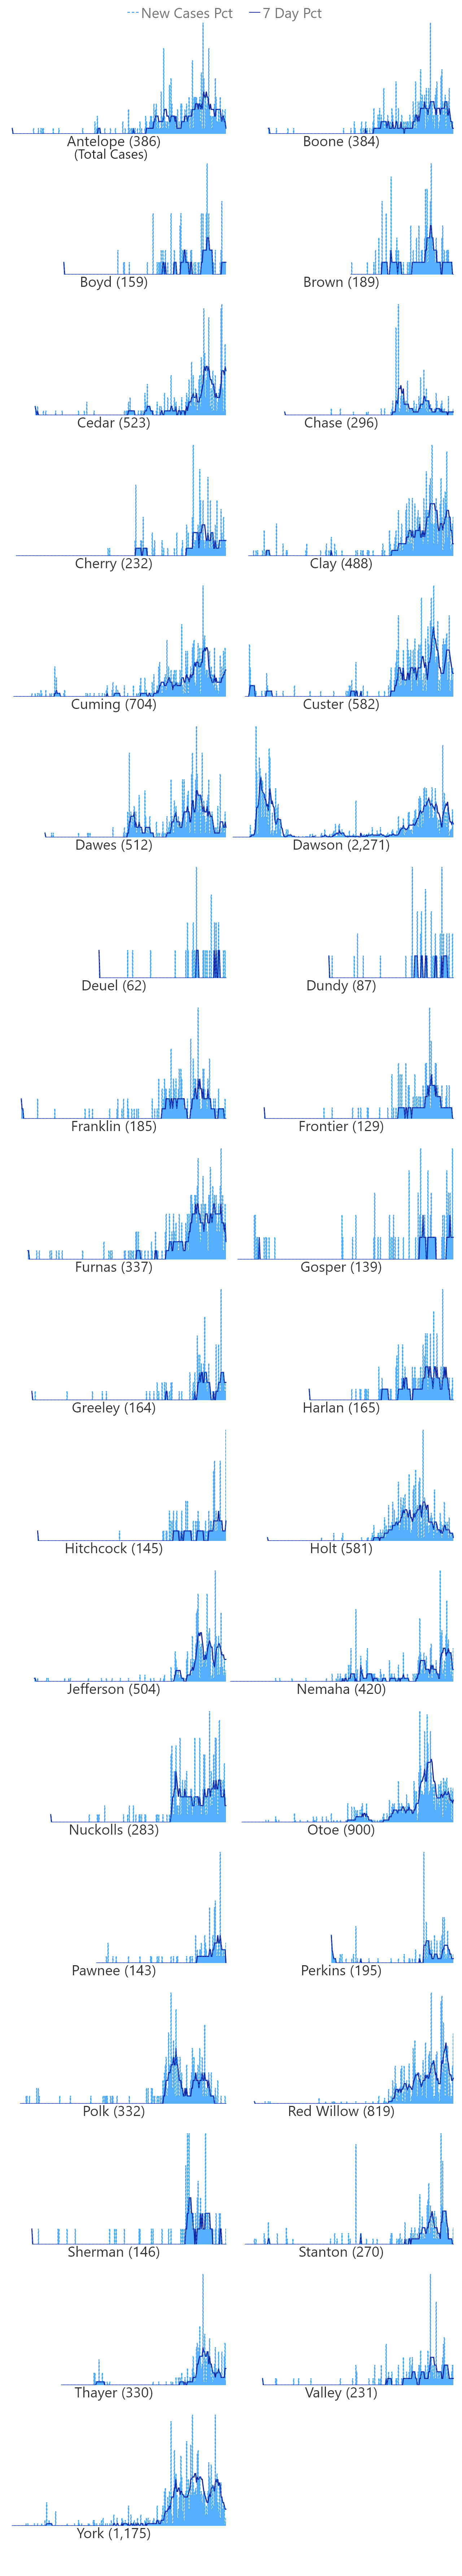 New Cases Pct 7 Day Pct
Antelope (386) Boone (384)
(Total Cases)
Boyd (159) Brown (189)
Cedar (523) Chase (296)
Cherry (232) Clay (488)
Cuming (704) Custer (582)
Dawes (512) Dawson (2,271)
Deuel (62) Dundy (87)
Franklin (185) Frontier (129)
Furnas (337) Gosper (139)
Greeley (164) Harlan (165)
Hitchcock (145) Holt (581)
Jefferson (504) Nemaha (420)
Nuckolls (283) Otoe (900)
Pawnee (143) Perkins (195)
Polk (332) Red Willow (819)
Sherman (146) Stanton (270)
Thayer (330) Valley (231)
York (1,175)